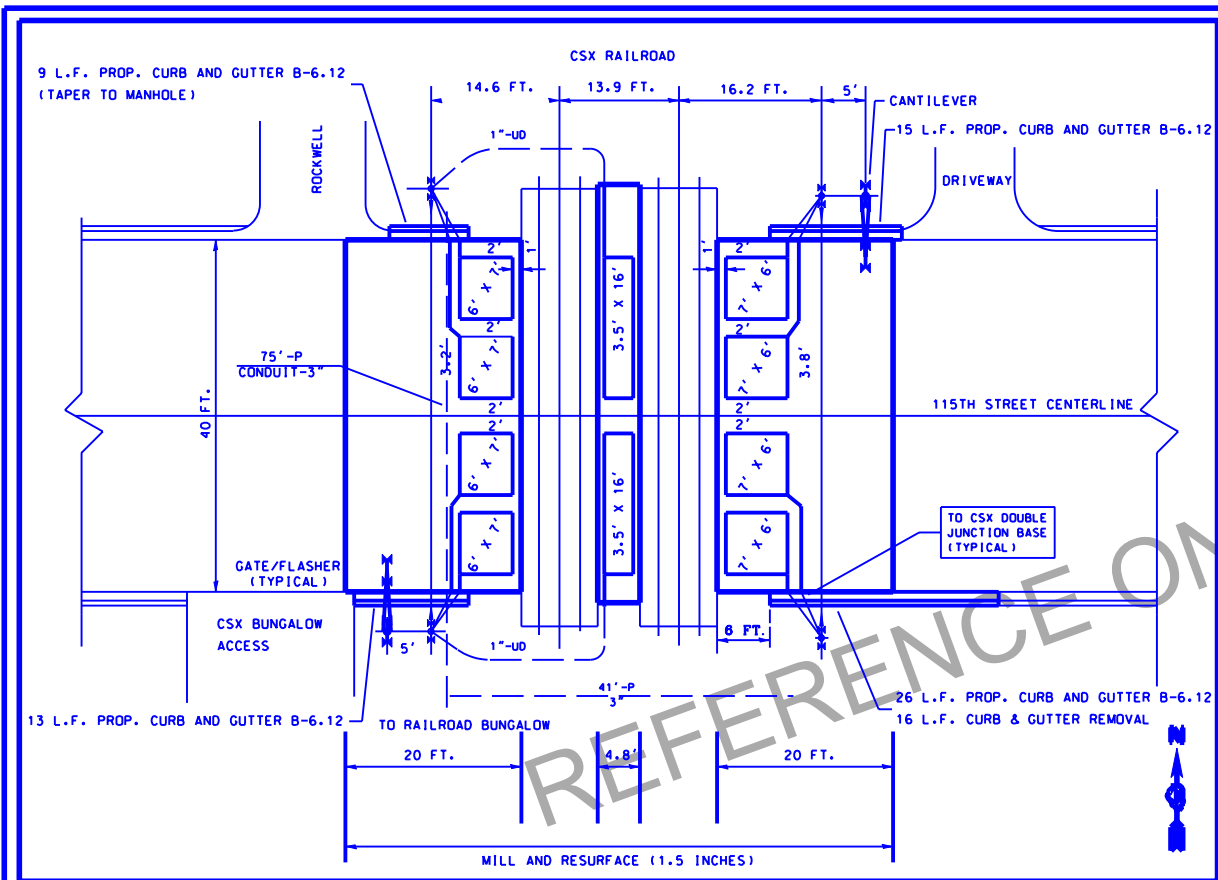 CSX RAILROAD
9 L.F. PROP. CURB AND GUTTER B-6.12
(TAPER TO MANHOLE)
14.6 FT.
13.9 FT.
16.2 FT.
5'
CANTILEVER
15 L.F. PROP. CURB AND GUTTER B-6.12
ROCKWELL
1"-UD
DRIVEWAY
2'
1'
1'
2'
6' X 7'
3.5' X 16'
7' X 6'
2'
2'
3.2'
3.8'
75'-P
CONDUIT-3"
6' X 7'
7' X 6'
40 FT.
2'
2'
115TH STREET CENTERLINE
2'
2'
6' X 7'
3.5' X 16'
7' X 6'
6' X 7'
7' X 6'
TO CSX DOUBLE
JUNCTION BASE
(TYPICAL)
GATE/FLASHER
(TYPICAL)
CSX BUNGALOW
ACCESS
5'
1"-UD
6 FT.
41'-P
3"
26 L.F. PROP. CURB AND GUTTER B-6.12
16 L.F. CURB & GUTTER REMOVAL
13 L.F. PROP. CURB AND GUTTER B-6.12
TO RAILROAD BUNGALOW
N
20 FT.
4.8'
20 FT.
MILL AND RESURFACE (1.5 INCHES)
REFERENCE ON